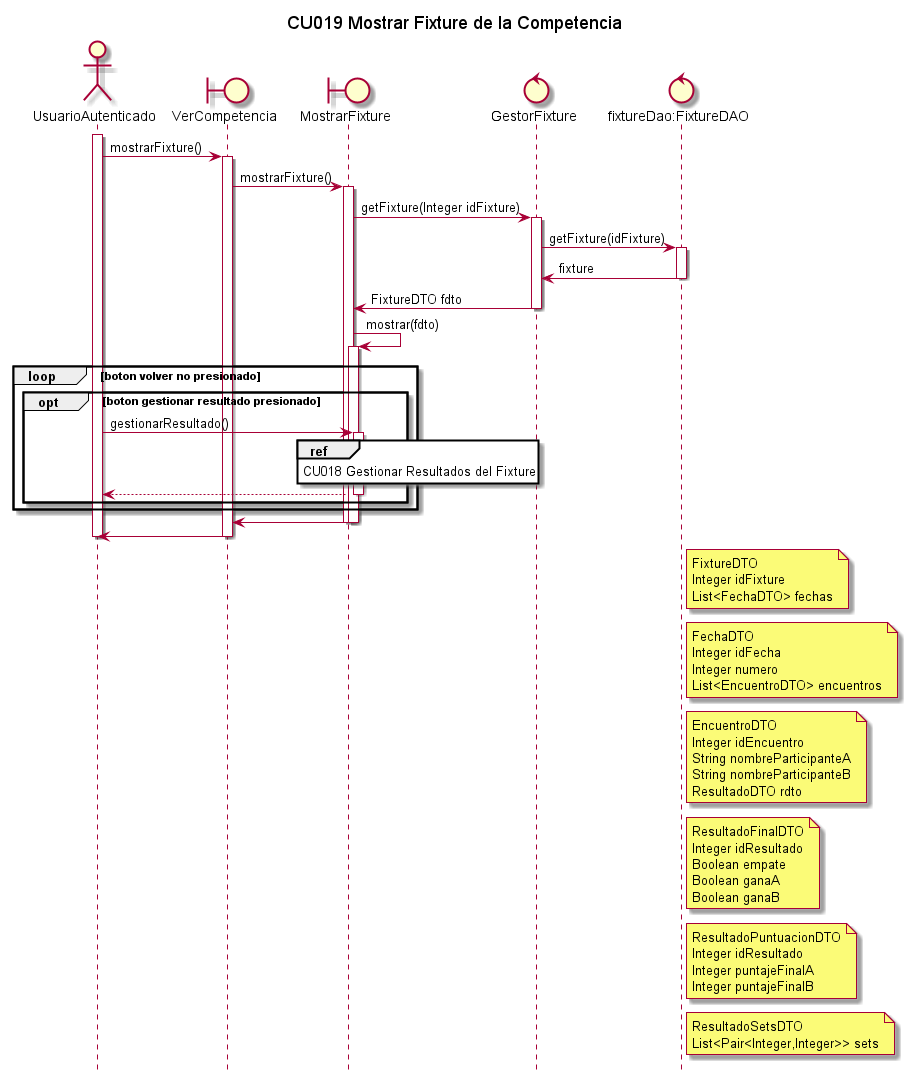 CU019 Mostrar Fixture de la Competencia
UsuarioAutenticado
VerCompetencia
MostrarFixture
GestorFixture
fixtureDao:FixtureDAO
mostrarFixture()
mostrarFixture()
getFixture(Integer idFixture)
getFixture(idFixture)
fixture
FixtureDTO fdto
mostrar(fdto)
loop [boton volver no presionado]
opt [boton gestionar resultado presionado]
gestionarResultado()
ref
CU018 Gestionar Resultados del Fixture
FixtureDTO
Integer idFixture
List<FechaDTO> fechas
FechaDTO
Integer idFecha
Integer numero
List<EncuentroDTO> encuentros
EncuentroDTO
Integer idEncuentro
String nombreParticipanteA
String nombreParticipanteB
ResultadoDTO rdto
ResultadoFinalDTO
Integer idResultado
Boolean empate
Boolean ganaA
Boolean ganaB
ResultadoPuntuacionDTO
Integer idResultado
Integer puntajeFinalA
Integer puntajeFinalB
ResultadoSetsDTO
List<Pair<Integer,Integer>> sets